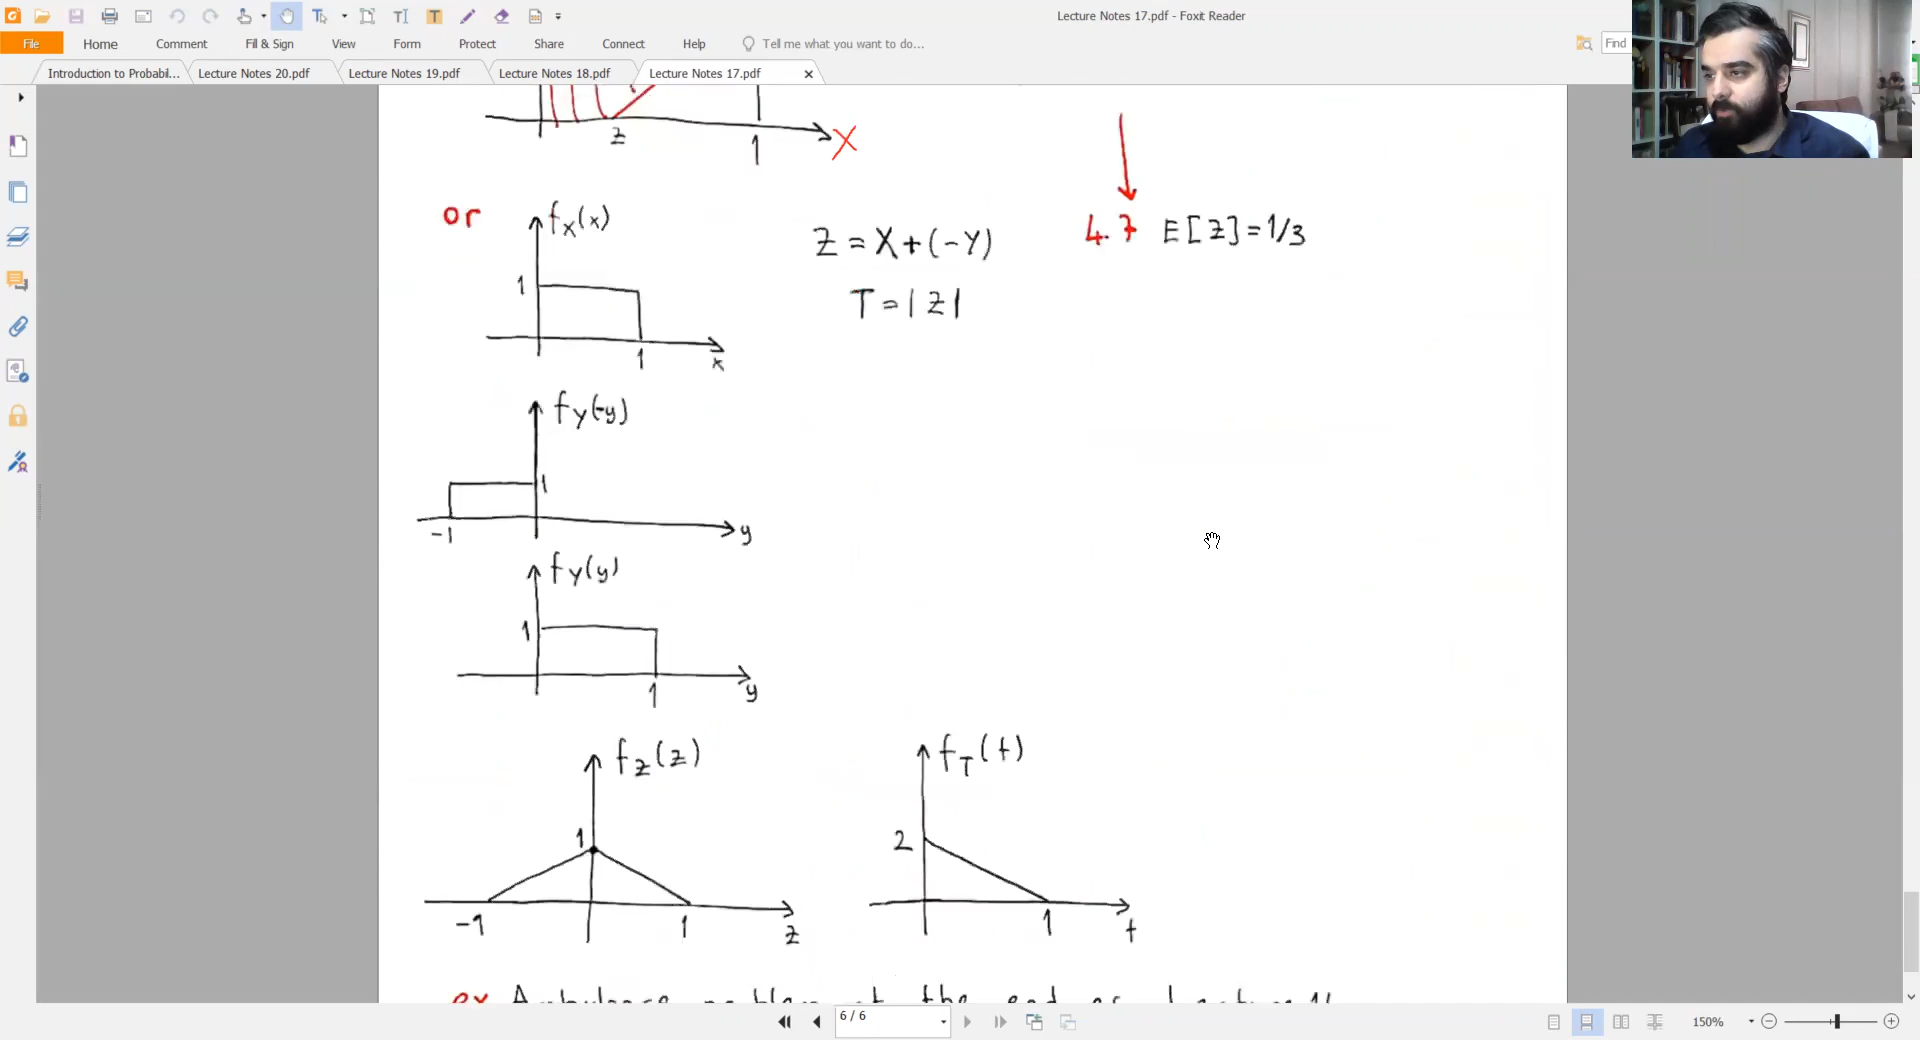 Lecture Notes 17.pdf - Foxit Reader
File Home Comment Fill & Sign View Form Protect Share Connect Help Tell me what you want to do... Find
Introduction to Probabil... Lecture Notes 20.pdf Lecture Notes 19.pdf Lecture Notes 18.pdf Lecture Notes 17.pdf
z 1 X
or fX(x)
1
1 x
Z = X + (-Y)
T = |Z|
4.7 E[Z] = 1/3
fY(-y)
1
-1 y
fY(y)
1
1 y
fZ(z)
1
-1 1 z
fT(t)
2
1 t
6 / 6
150%